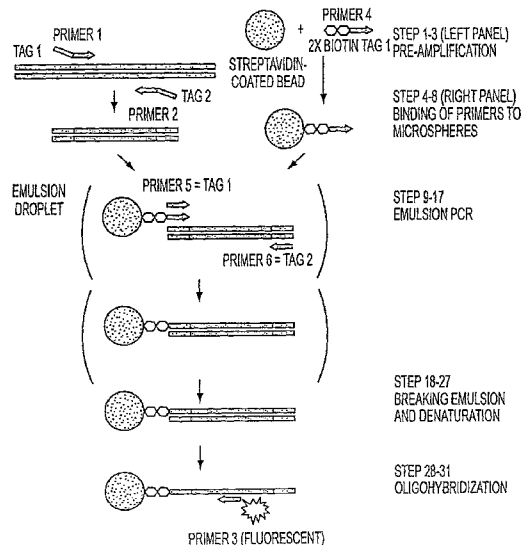 PRIMER 1
TAG 1
TAG 2
PRIMER 2
+
PRIMER 4
2X BIOTIN TAG 1
STREPTAVIDIN-
COATED BEAD
STEP 1-3 (LEFT PANEL)
PRE-AMPLIFICATION
STEP 4-8 (RIGHT PANEL)
BINDING OF PRIMERS TO
MICROSPHERES
EMULSION
DROPLET
PRIMER 5 = TAG 1
PRIMER 6 = TAG 2
STEP 9-17
EMULSION PCR
STEP 18-27
BREAKING EMULSION
AND DENATURATION
STEP 28-31
OLIGOHYBRIDIZATION
PRIMER 3 (FLUORESCENT)